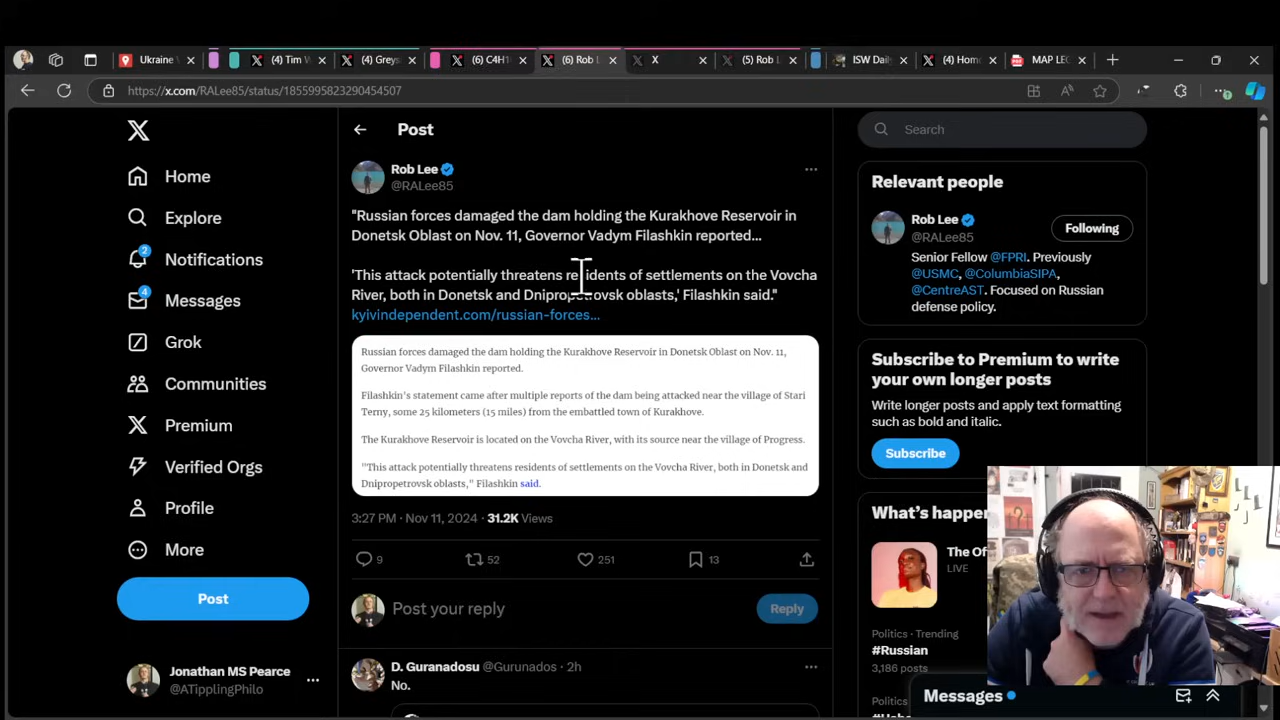 Ukraine
(4) Tim W
(4) Greys
(6) C4H1
(6) Rob L
X
(5) Rob L
ISW Daily
(4) Home
MAP LEG
https://x.com/RALee85/status/1855995823290454507
Post
Search
Home
Explore
2
Notifications
4
Messages
Grok
Communities
Premium
Verified Orgs
Profile
More
Post
Jonathan MS Pearce
@ATipplingPhilo
Rob Lee
@RALee85
"Russian forces damaged the dam holding the Kurakhove Reservoir in
Donetsk Oblast on Nov. 11, Governor Vadym Filashkin reported...
'This attack potentially threatens residents of settlements on the Vovcha
River, both in Donetsk and Dnipropetrovsk oblasts,' Filashkin said."
kyivindependent.com/russian-forces...
Russian forces damaged the dam holding the Kurakhove Reservoir in Donetsk Oblast on Nov. 11,
Governor Vadym Filashkin reported.
Filashkin's statement came after multiple reports of the dam being attacked near the village of Stari
Terny, some 25 kilometers (15 miles) from the embattled town of Kurakhove.
The Kurakhove Reservoir is located on the Vovcha River, with its source near the village of Progress.
"This attack potentially threatens residents of settlements on the Vovcha River, both in Donetsk and
Dnipropetrovsk oblasts," Filashkin said.
3:27 PM · Nov 11, 2024 · 31.2K Views
9 52 251 13
Post your reply
Reply
D. Guranadosu @Gurunados · 2h
No.
Relevant people
Rob Lee
@RALee85
Following
Senior Fellow @FPRI. Previously
@USMC, @ColumbiaSIPA,
@CentreAST. Focused on Russian
defense policy.
Subscribe to Premium to write
your own longer posts
Write longer posts and apply text formatting
such as bold and italic.
Subscribe
What's happen
The Of
LIVE
Politics · Trending
#Russian
3,186 posts
Politics
Messages